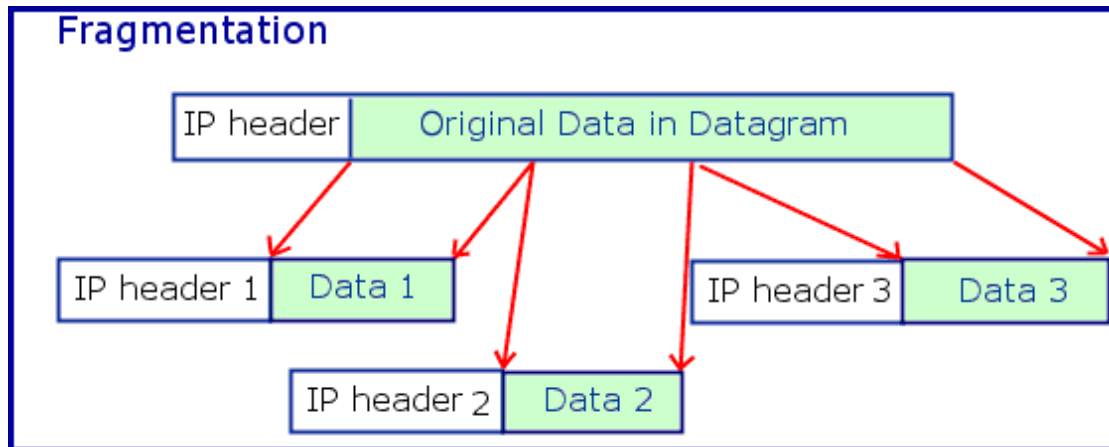 Fragmentation
IP header
Original Data in Datagram
IP header 1
Data 1
IP header 3
Data 3
IP header 2
Data 2